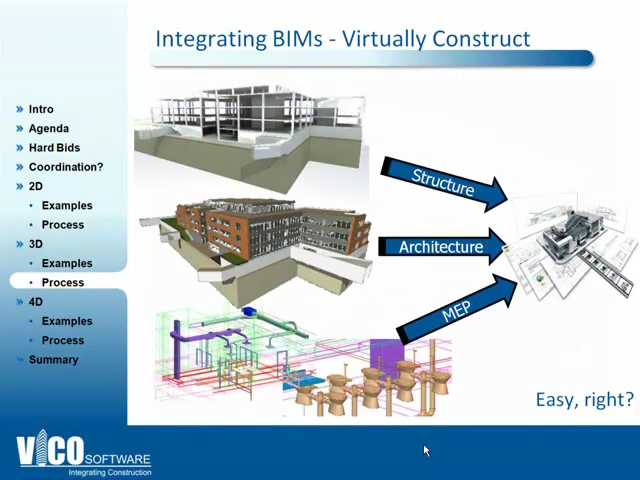 Integrating BIMs - Virtually Construct
Intro
Agenda
Hard Bids
Coordination?
2D
Examples
Process
3D
Examples
Process
4D
Examples
Process
Summary
Structure
Architecture
MEP
Easy, right?
VICO SOFTWARE
Integrating Construction